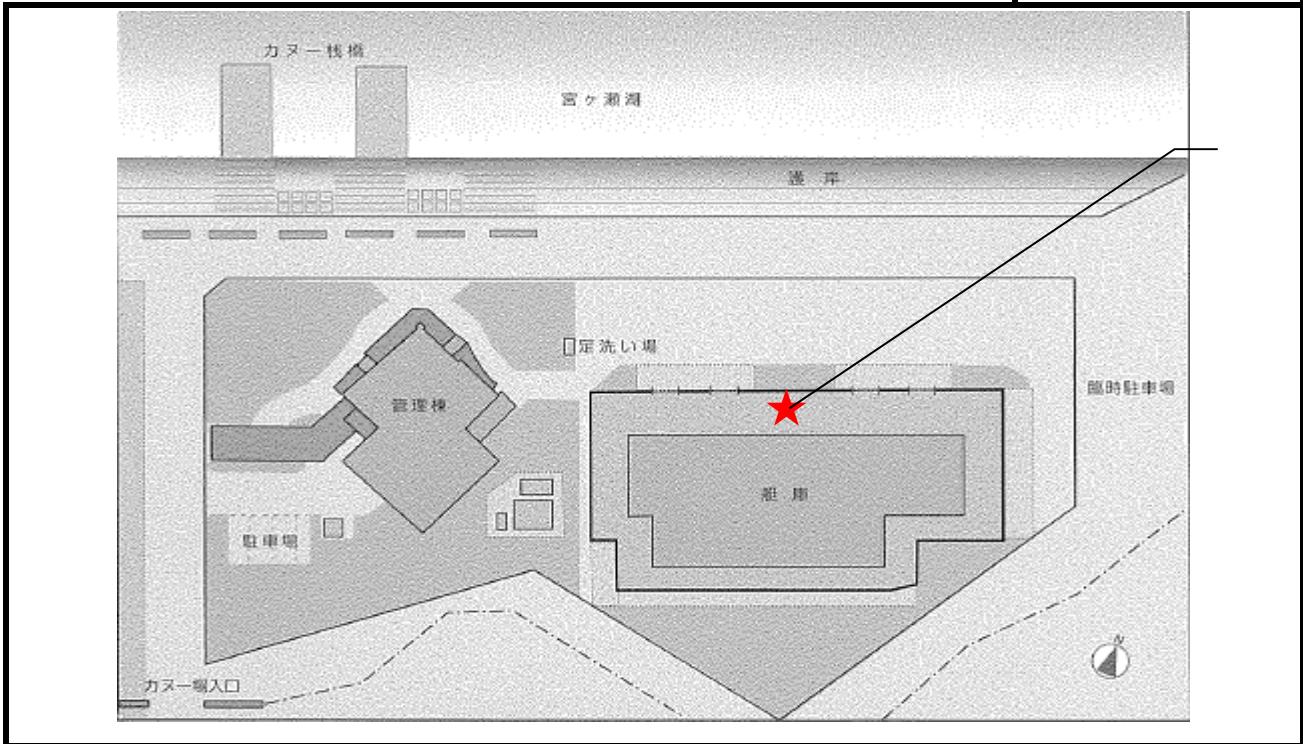 カヌー桟橋
宮ヶ瀬湖
護岸
足洗い場
臨時駐車場
管理棟
艇庫
駐車場
N
カヌー場入口